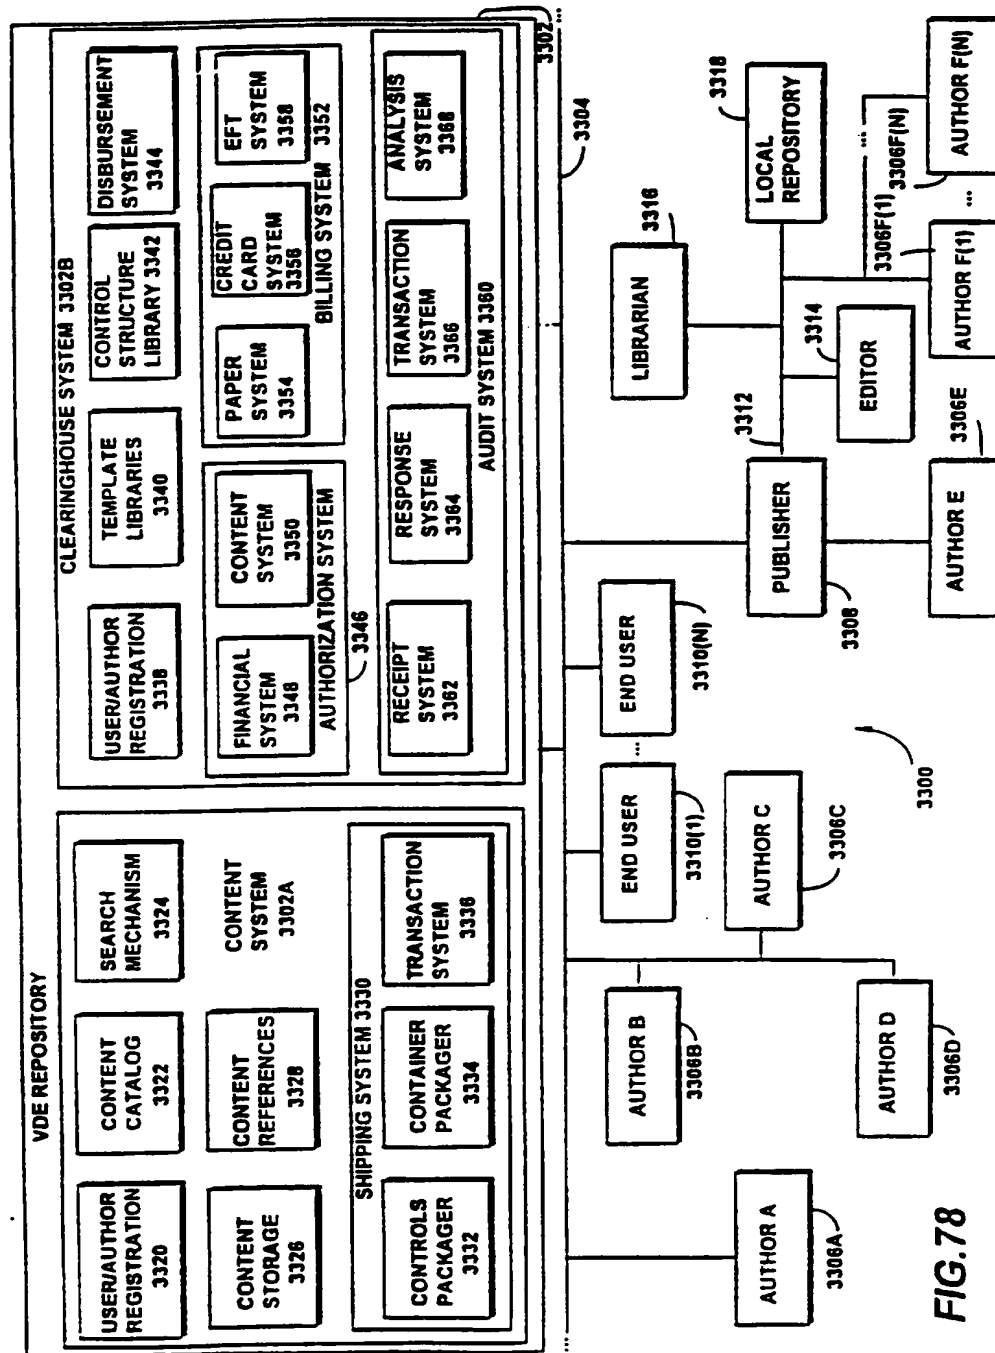 VDE REPOSITORY
3302
USER/AUTHOR
REGISTRATION
3320
CONTENT
CATALOG
3322
SEARCH
MECHANISM
3324
CONTENT
STORAGE
3326
CONTENT
REFERENCES
3328
CONTENT
SYSTEM
3302A
SHIPPING SYSTEM 3330
CONTROLS
PACKAGER
3332
CONTAINER
PACKAGER
3334
TRANSACTION
SYSTEM
3336
CLEARINGHOUSE SYSTEM 3302B
USER/AUTHOR
REGISTRATION
3338
TEMPLATE
LIBRARIES
3340
CONTROL
STRUCTURE
LIBRARY 3342
DISBURSEMENT
SYSTEM
3344
FINANCIAL
SYSTEM
3348
CONTENT
SYSTEM
3350
AUTHORIZATION SYSTEM
3346
PAPER
SYSTEM
3354
CREDIT
CARD
SYSTEM
3356
EFT
SYSTEM
3358
BILLING SYSTEM 3352
RECEIPT
SYSTEM
3362
RESPONSE
SYSTEM
3364
TRANSACTION
SYSTEM
3366
ANALYSIS
SYSTEM
3368
AUDIT SYSTEM 3360
...
...
3304
AUTHOR A
3306A
AUTHOR B
3306B
AUTHOR C
3306C
AUTHOR D
3306D
END USER
3310(1)
...
END USER
3310(N)
3300
PUBLISHER
3308
3312
AUTHOR E
3306E
LIBRARIAN
3316
EDITOR
3314
LOCAL
REPOSITORY
3318
...
3306F(1)
3306F(N)
AUTHOR F(1)
...
AUTHOR F(N)
FIG.78